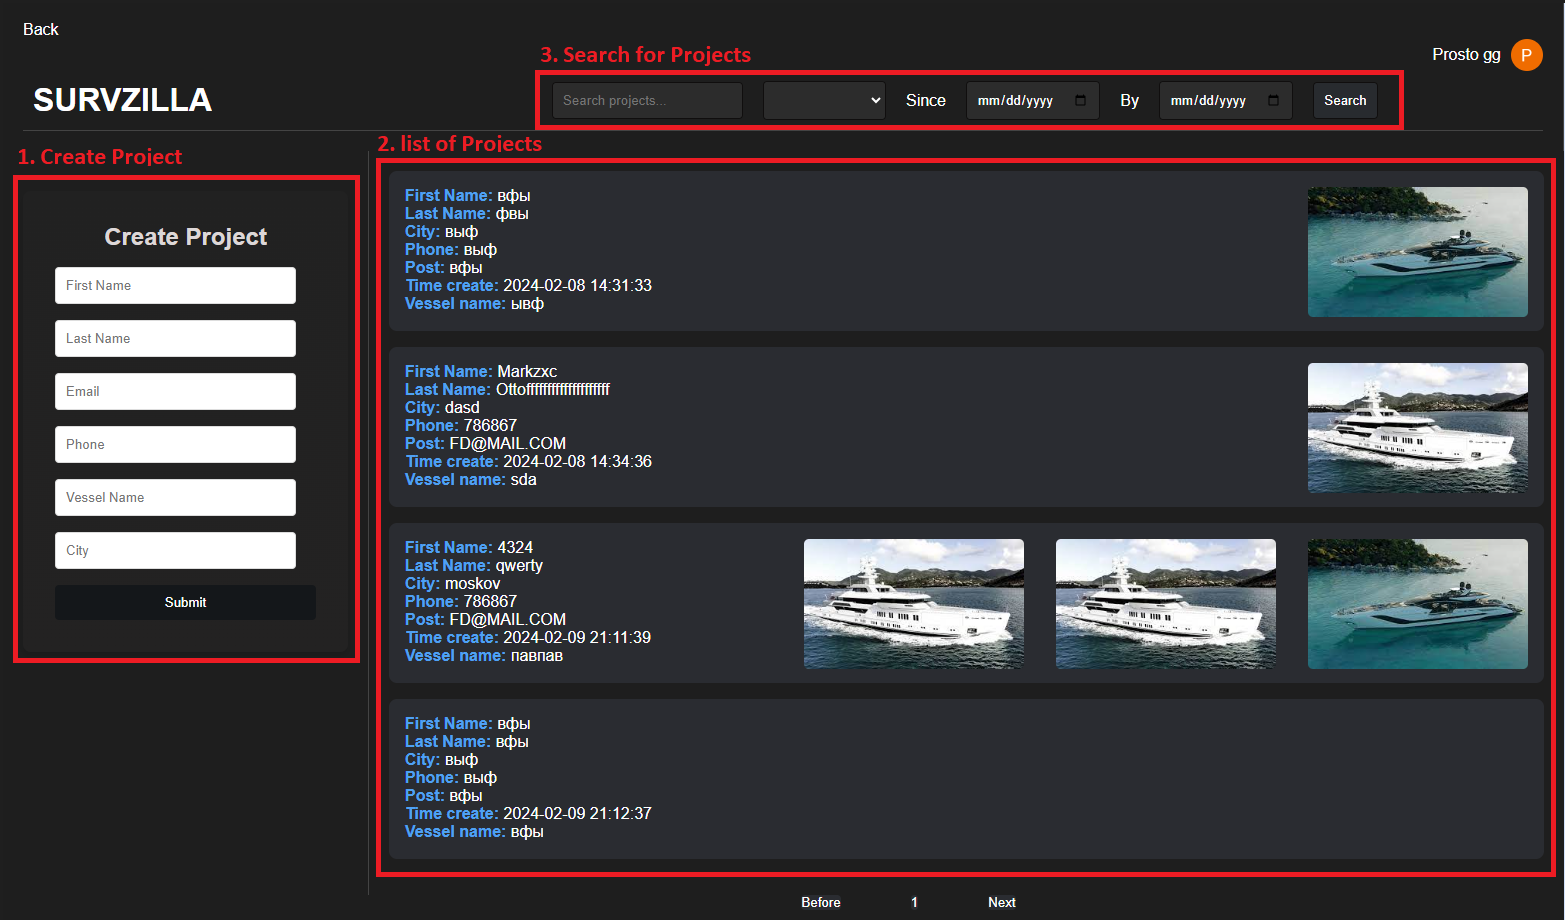 Back
3. Search for Projects
Prosto gg P
SURVZILLA
Search projects...
Since mm/dd/yyyy By mm/dd/yyyy Search
1. Create Project
2. list of Projects
Create Project
First Name
Last Name
Email
Phone
Vessel Name
City
Submit
First Name: вфы
Last Name: фвы
City: выф
Phone: выф
Post: вфы
Time create: 2024-02-08 14:31:33
Vessel name: ывф
First Name: Markzxc
Last Name: Ottofffffffffffffffffffff
City: dasd
Phone: 786867
Post: FD@MAIL.COM
Time create: 2024-02-08 14:34:36
Vessel name: sda
First Name: 4324
Last Name: qwerty
City: moskov
Phone: 786867
Post: FD@MAIL.COM
Time create: 2024-02-09 21:11:39
Vessel name: павпав
First Name: вфы
Last Name: вфы
City: выф
Phone: выф
Post: вфы
Time create: 2024-02-09 21:12:37
Vessel name: вфы
Before 1 Next